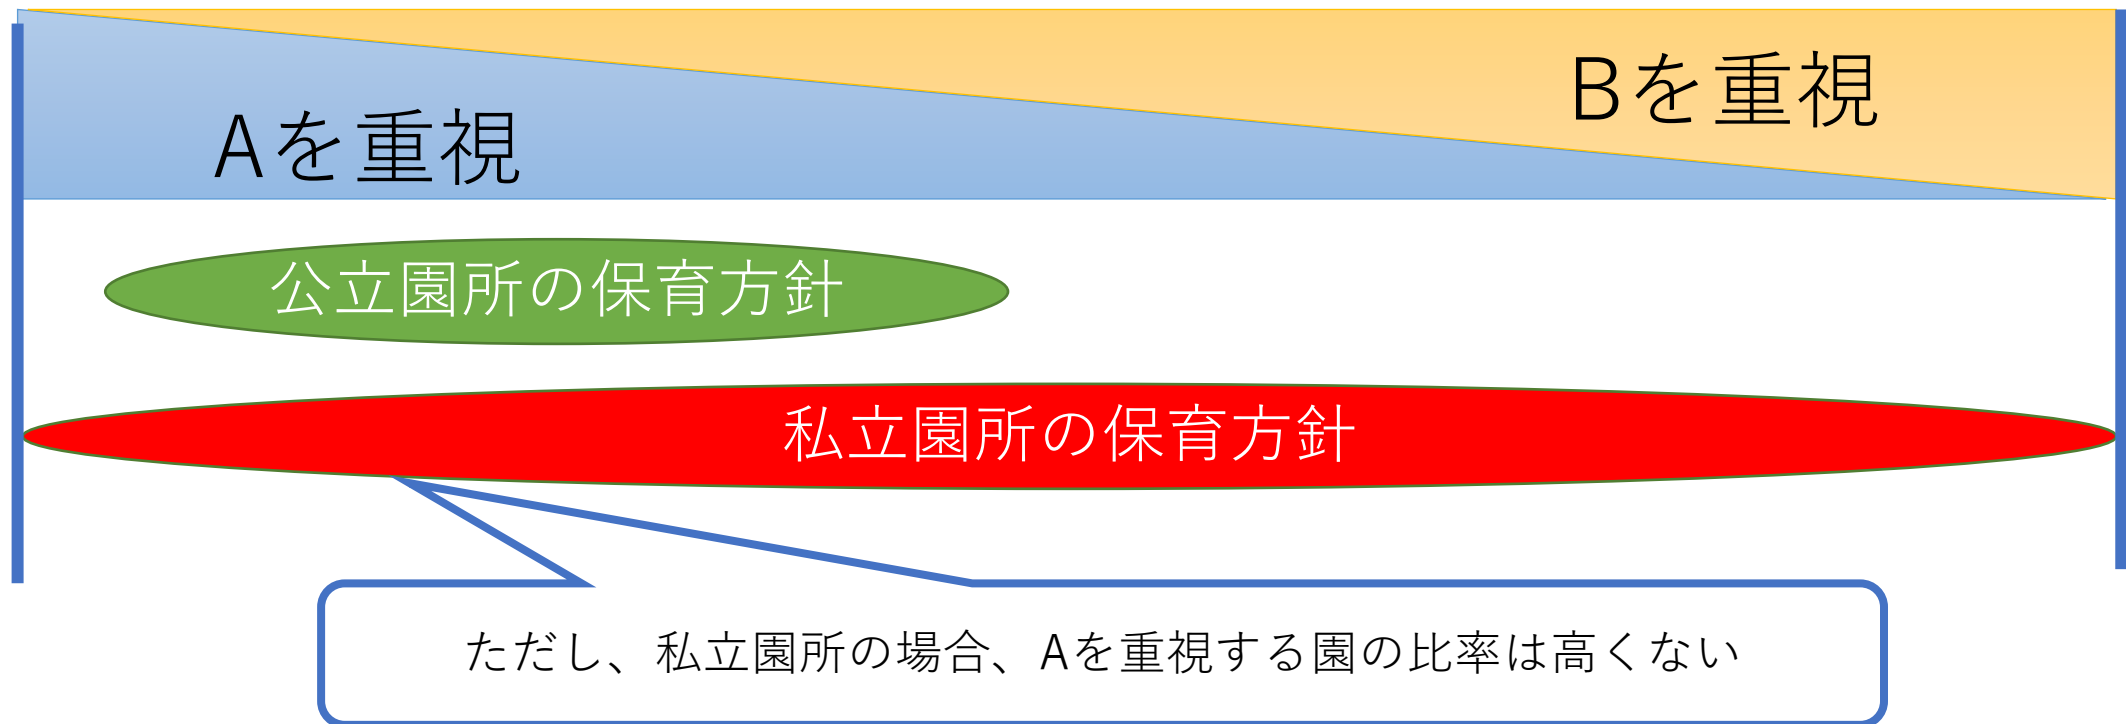 Aを重視
Bを重視
公立園所の保育方針
私立園所の保育方針
ただし、私立園所の場合、Aを重視する園の比率は高くない